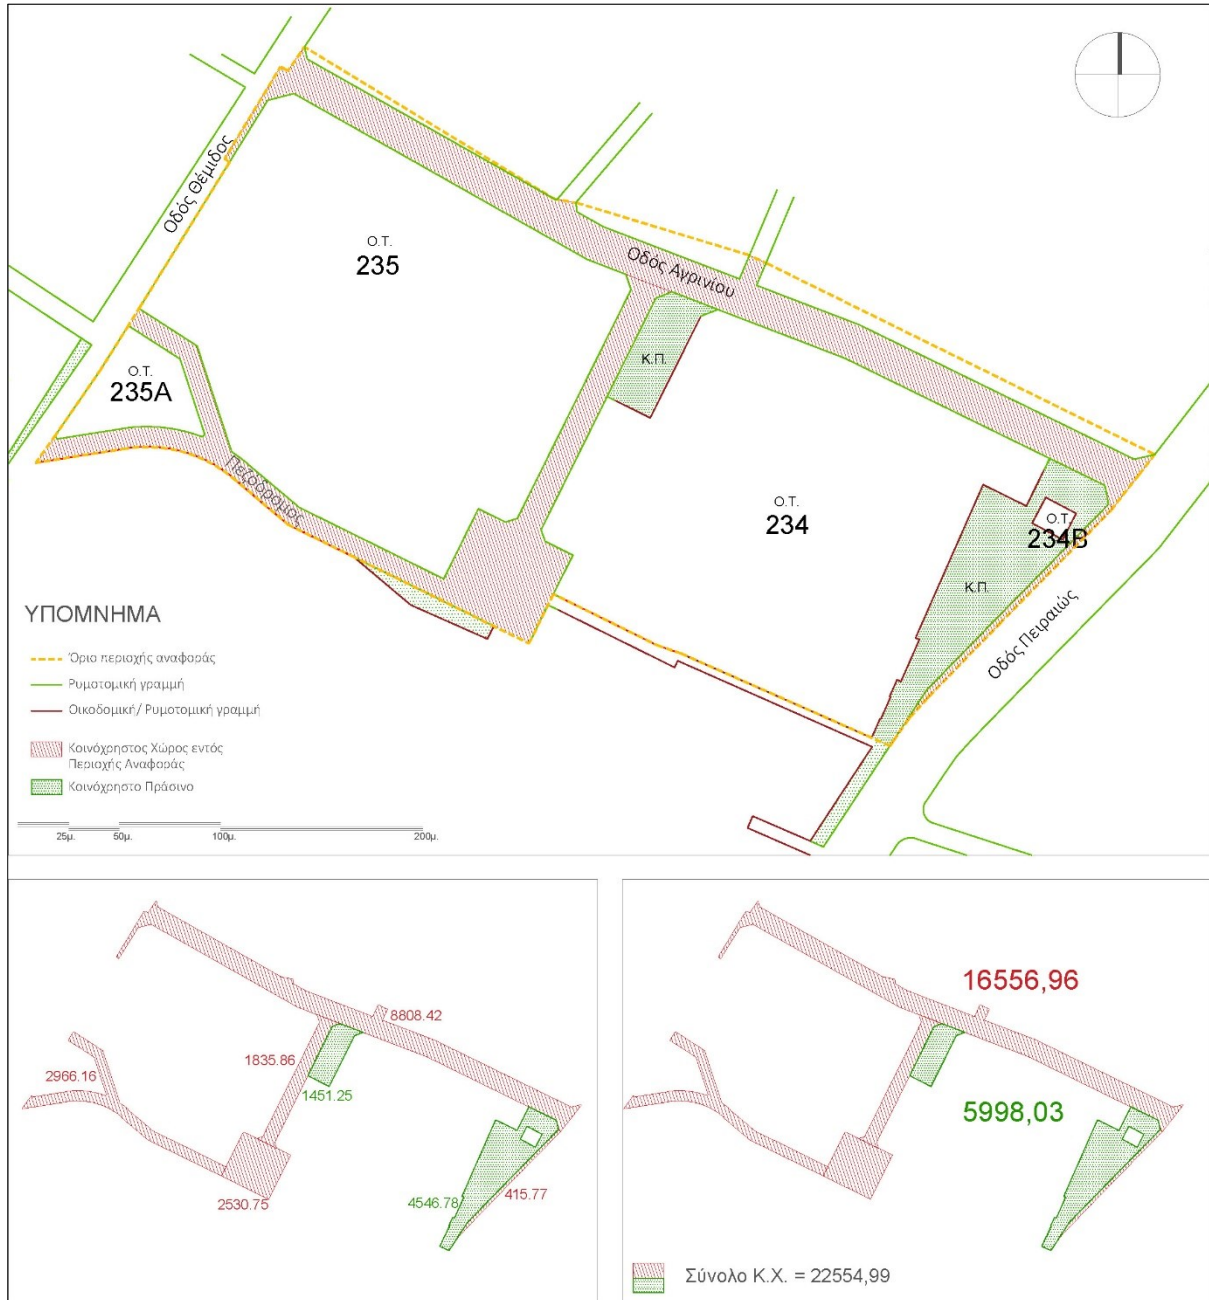 Οδός Θέμιδος
Ο.Τ.
235
Οδός Αγρινίου
Κ.Π.
Ο.Τ.
235Α
Πεζόδρομος
Ο.Τ.
234
Ο.Τ.
234Β
Κ.Π.
Οδός Πειραιώς
ΥΠΟΜΝΗΜΑ
Όριο περιοχής αναφοράς
Ρυμοτομική γραμμή
Οικοδομική/ Ρυμοτομική γραμμή
Κοινόχρηστος Χώρος εντός
Περιοχής Αναφοράς
Κοινόχρηστο Πράσινο
25μ. 50μ. 100μ. 200μ.
8808.42
1835.86
2966.16
1451.25
2530.75
4546.78
415.77
16556,96
5998,03
Σύνολο Κ.Χ. = 22554,99